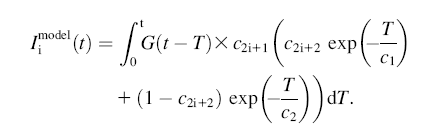 I_i^model (t) = ∫_0^t G(t − T) × c_{2i+1} ( c_{2i+2} exp( −T/c_1 )
+ (1 − c_{2i+2}) exp( −T/c_2 ) ) dT.